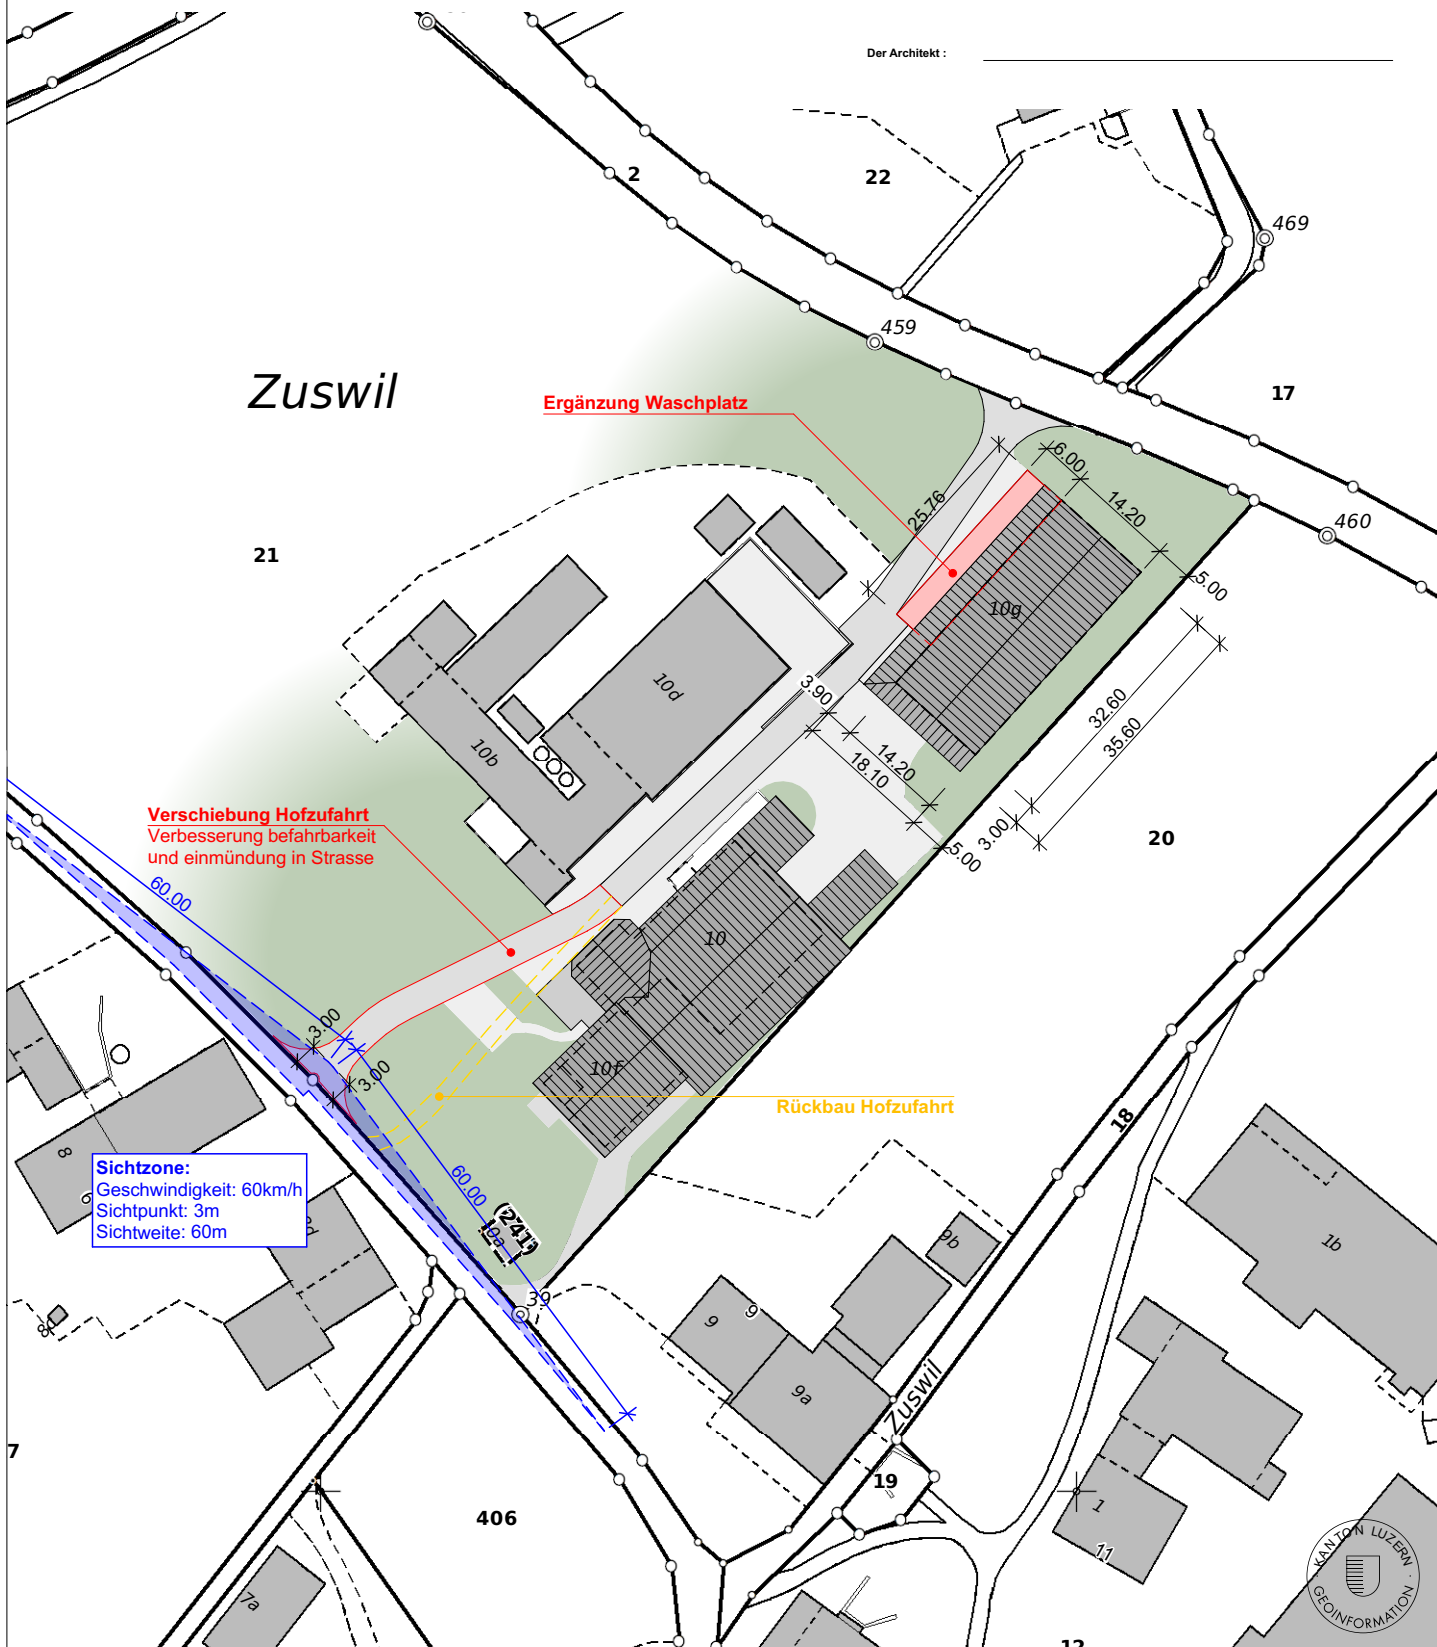 Der Architekt :
2
22
469
459
Zuswil
Ergänzung Waschplatz
17
6.00
25.76
14.20
460
21
5.00
10g
10d
3.90
32.60
35.60
10b
14.20
18.10
Verschiebung Hofzufahrt
Verbesserung befahrbarkeit
und einmündung in Strasse
3.00
20
5.00
60.00
10
3.00
3.00
10f
Rückbau Hofzufahrt
18
8
Sichtzone:
Geschwindigkeit: 60km/h
Sichtpunkt: 3m
Sichtweite: 60m
60.00
(241)
9b
1b
39
9
9
9a
Zuswil
7
19
406
1
11
7a
12
KANTON LUZERN
GEOINFORMATION